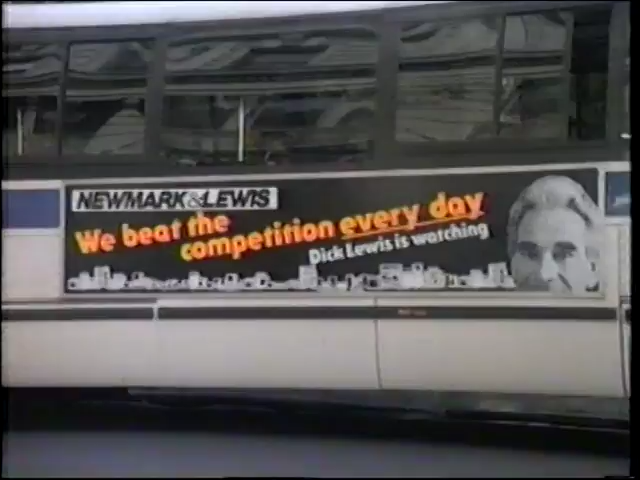 NEWMARK&LEWIS
We beat the
competition every day
Dick Lewis is watching